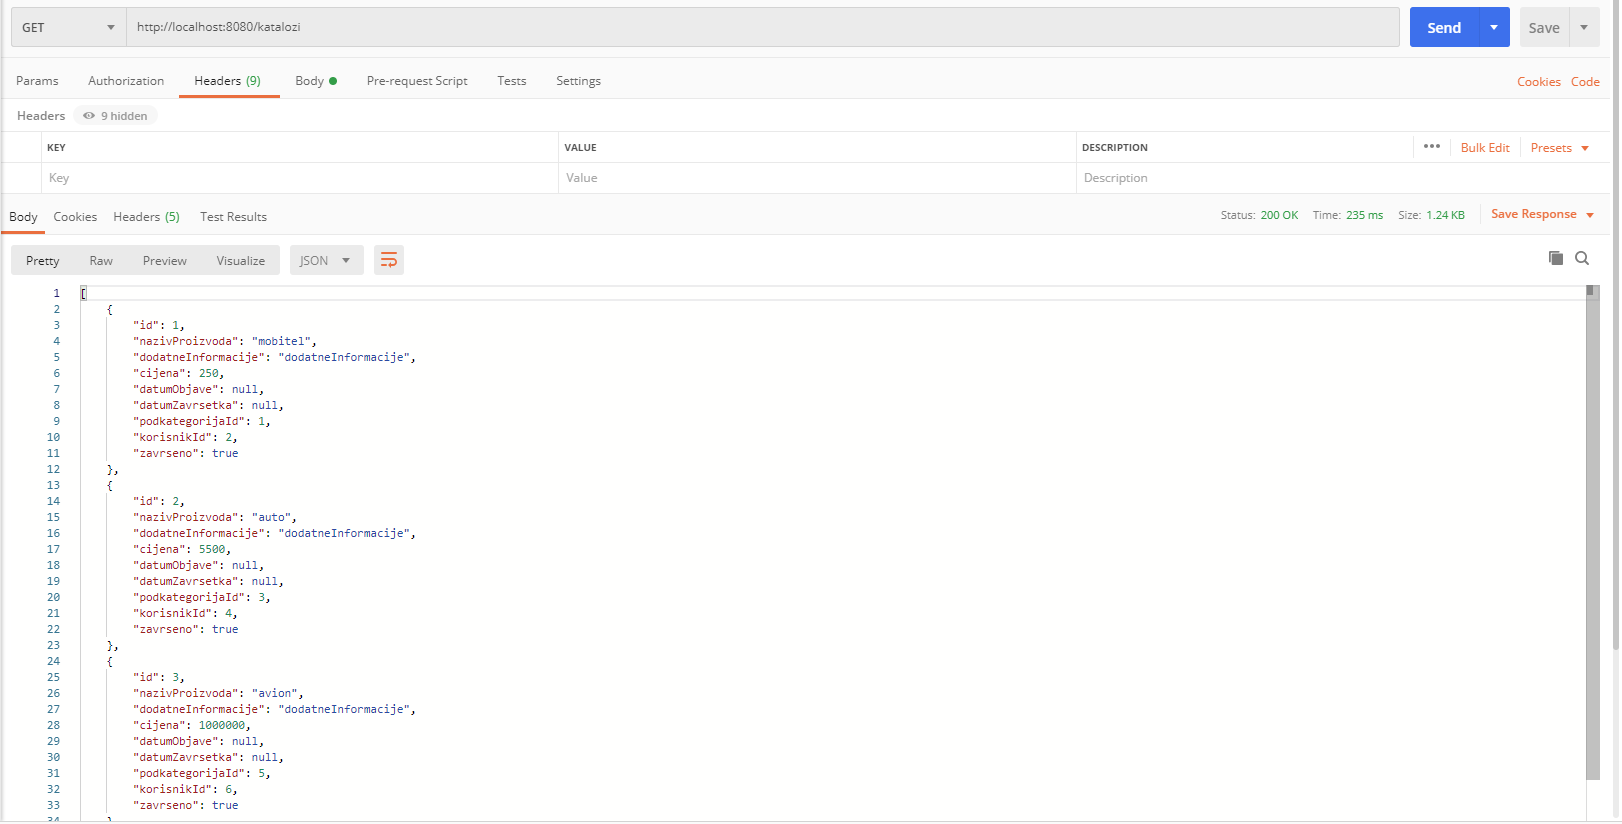 GET http://localhost:8080/katalozi Send Save
Params Authorization Headers (9) Body Pre-request Script Tests Settings Cookies Code
Headers 9 hidden
KEY VALUE DESCRIPTION ••• Bulk Edit Presets
Key Value Description
Body Cookies Headers (5) Test Results Status: 200 OK Time: 235 ms Size: 1.24 KB Save Response
Pretty Raw Preview Visualize JSON
1 [
2 {
3 "id": 1,
4 "nazivProizvoda": "mobitel",
5 "dodatneInformacije": "dodatneInformacije",
6 "cijena": 250,
7 "datumObjave": null,
8 "datumZavrsetka": null,
9 "podkategorijaId": 1,
10 "korisnikId": 2,
11 "zavrseno": true
12 },
13 {
14 "id": 2,
15 "nazivProizvoda": "auto",
16 "dodatneInformacije": "dodatneInformacije",
17 "cijena": 5500,
18 "datumObjave": null,
19 "datumZavrsetka": null,
20 "podkategorijaId": 3,
21 "korisnikId": 4,
22 "zavrseno": true
23 },
24 {
25 "id": 3,
26 "nazivProizvoda": "avion",
27 "dodatneInformacije": "dodatneInformacije",
28 "cijena": 1000000,
29 "datumObjave": null,
30 "datumZavrsetka": null,
31 "podkategorijaId": 5,
32 "korisnikId": 6,
33 "zavrseno": true